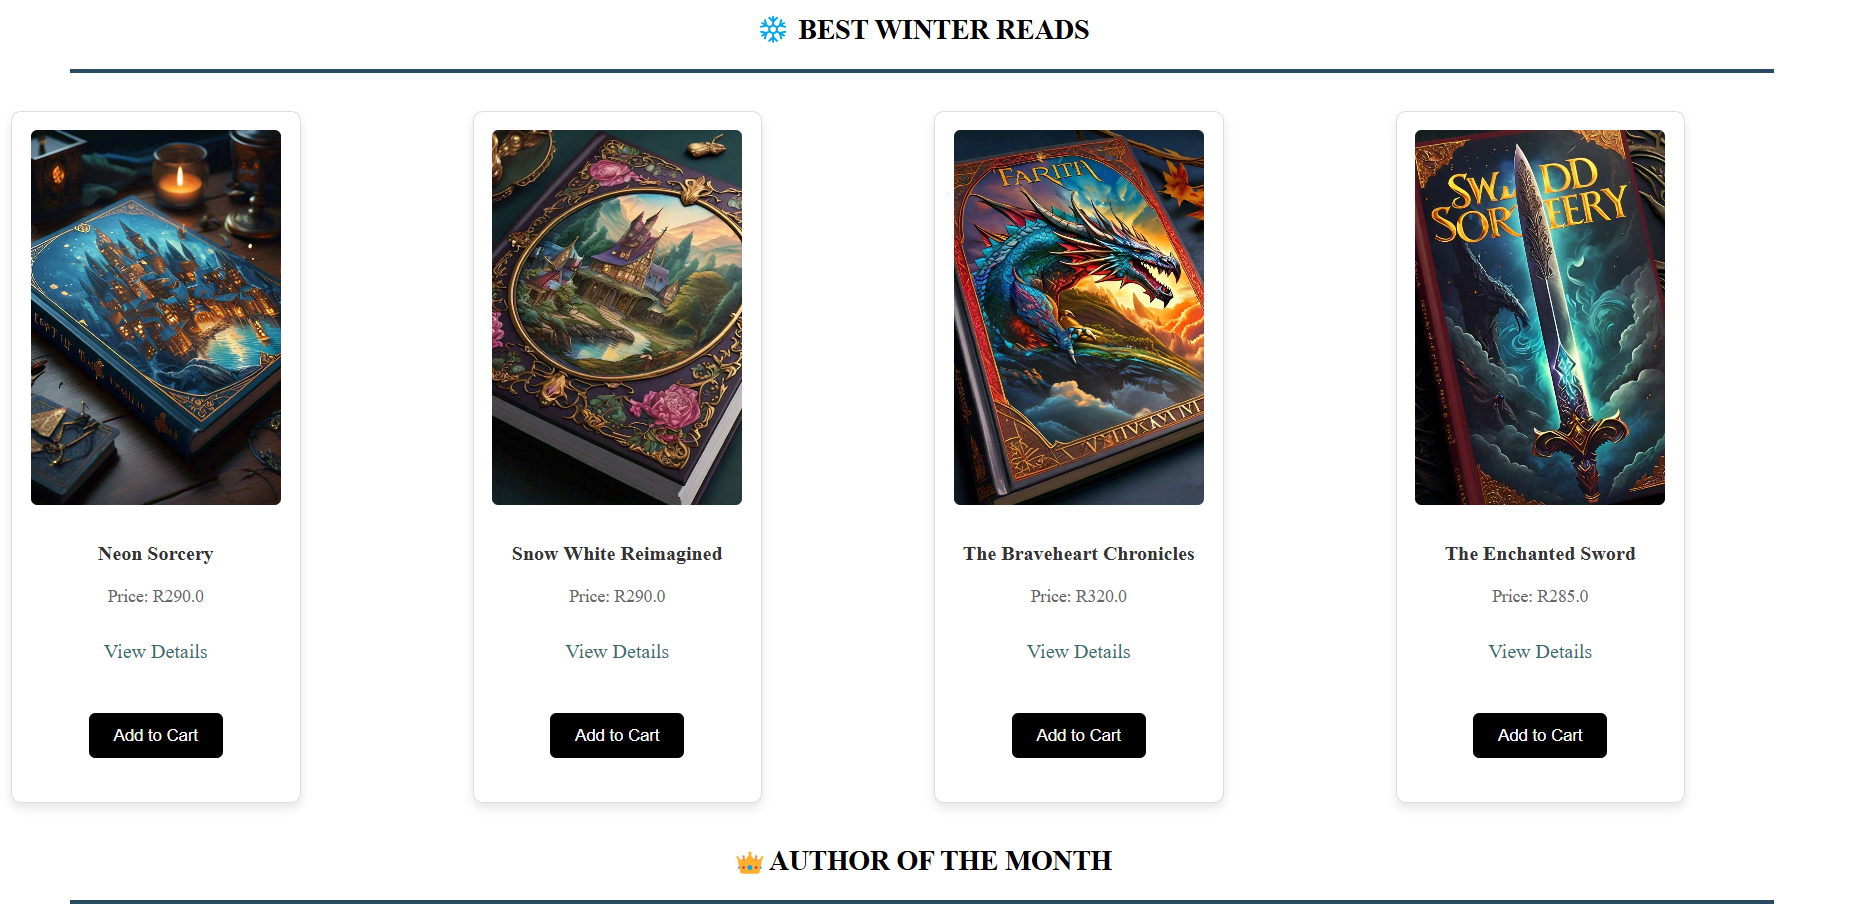 ❄️ BEST WINTER READS
FARITH
SW DD
SOR TERY
Neon Sorcery
Snow White Reimagined
The Braveheart Chronicles
The Enchanted Sword
Price: R290.0
Price: R290.0
Price: R320.0
Price: R285.0
View Details
View Details
View Details
View Details
Add to Cart
Add to Cart
Add to Cart
Add to Cart
👑 AUTHOR OF THE MONTH